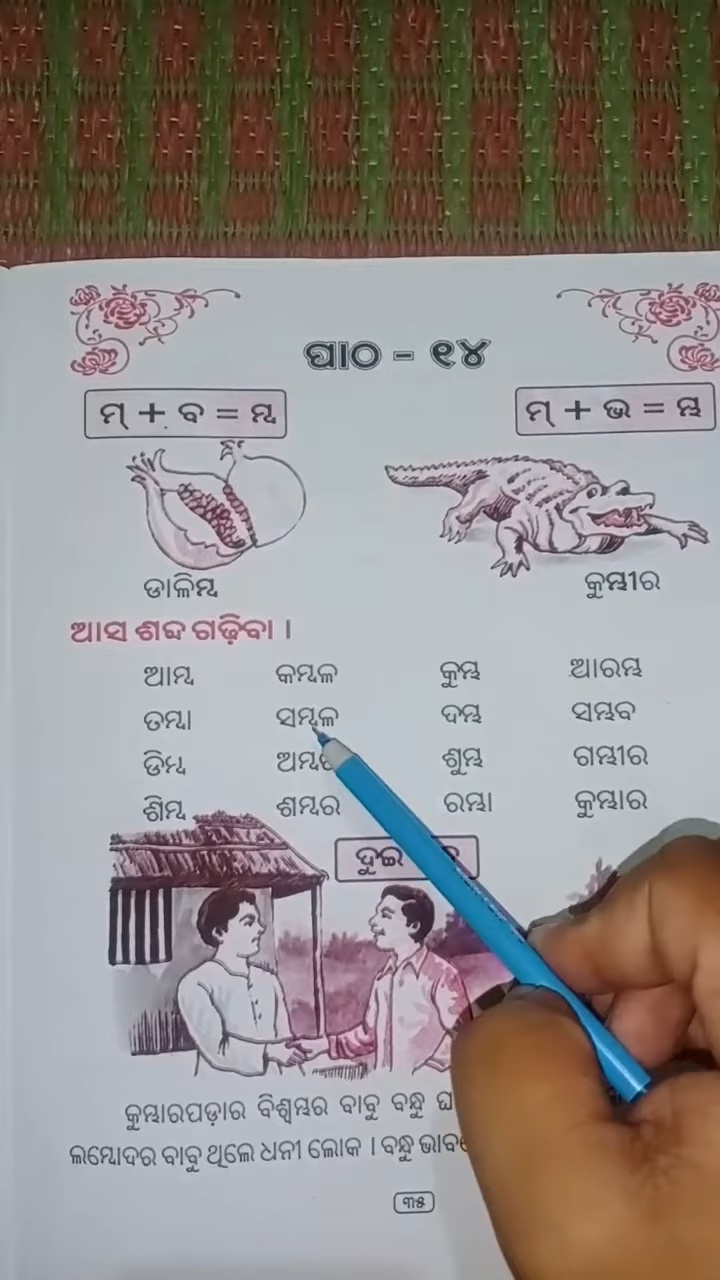 ପାଠ - ୧୪
ମ୍ + ବ = ମ୍ବ ମ୍ + ଭ = ମ୍ଭ
ଡାଳିମ୍ବ କୁମ୍ଭୀର
ଆସ ଶବ୍ଦ ଗଢ଼ିବା ।
ଆମ୍ବ କମ୍ବଳ କୁମ୍ଭ ଆରମ୍ଭ
ତମ୍ବା ସମ୍ବଳ ଦମ୍ଭ ସମ୍ଭବ
ଡିମ୍ବ ଶୁମ୍ଭ ଗମ୍ଭୀର
ଶିମ୍ବ ଶମ୍ବର ରମ୍ଭା କୁମ୍ଭାର
ଦୁଇ
କୁମ୍ଭାରପଡ଼ାର ବିଶ୍ୱମ୍ଭର ବାବୁ ବନ୍ଧୁ
ଲମ୍ବୋଦର ବାବୁ ଥିଲେ ଧନୀ ଲୋକ । ବନ୍ଧୁ
୩୫